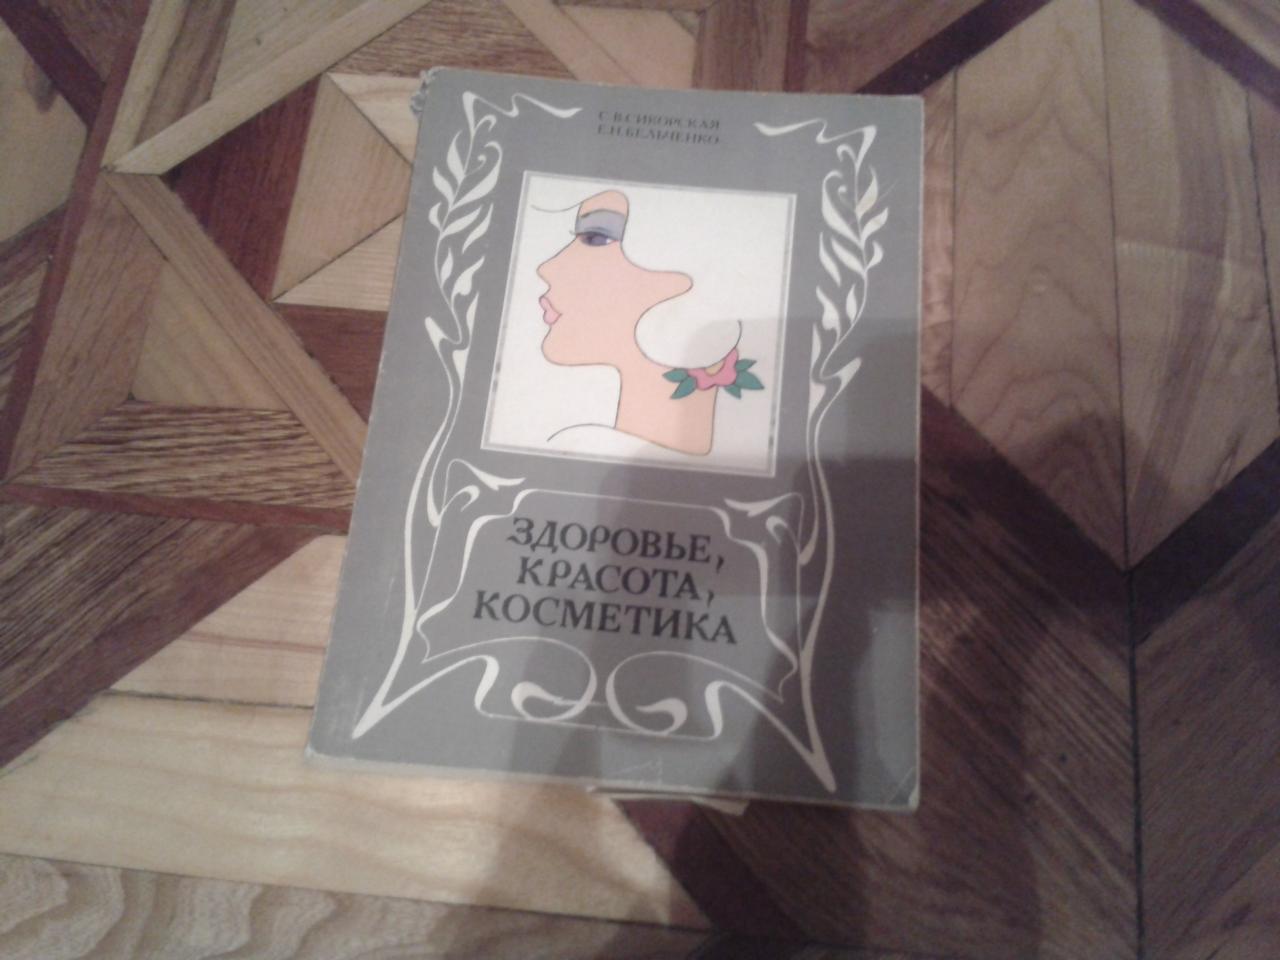 С.В.СИКОРСКАЯ
Е.Н.БЕЛЬЧЕНКО
ЗДОРОВЬЕ,
КРАСОТА,
КОСМЕТИКА